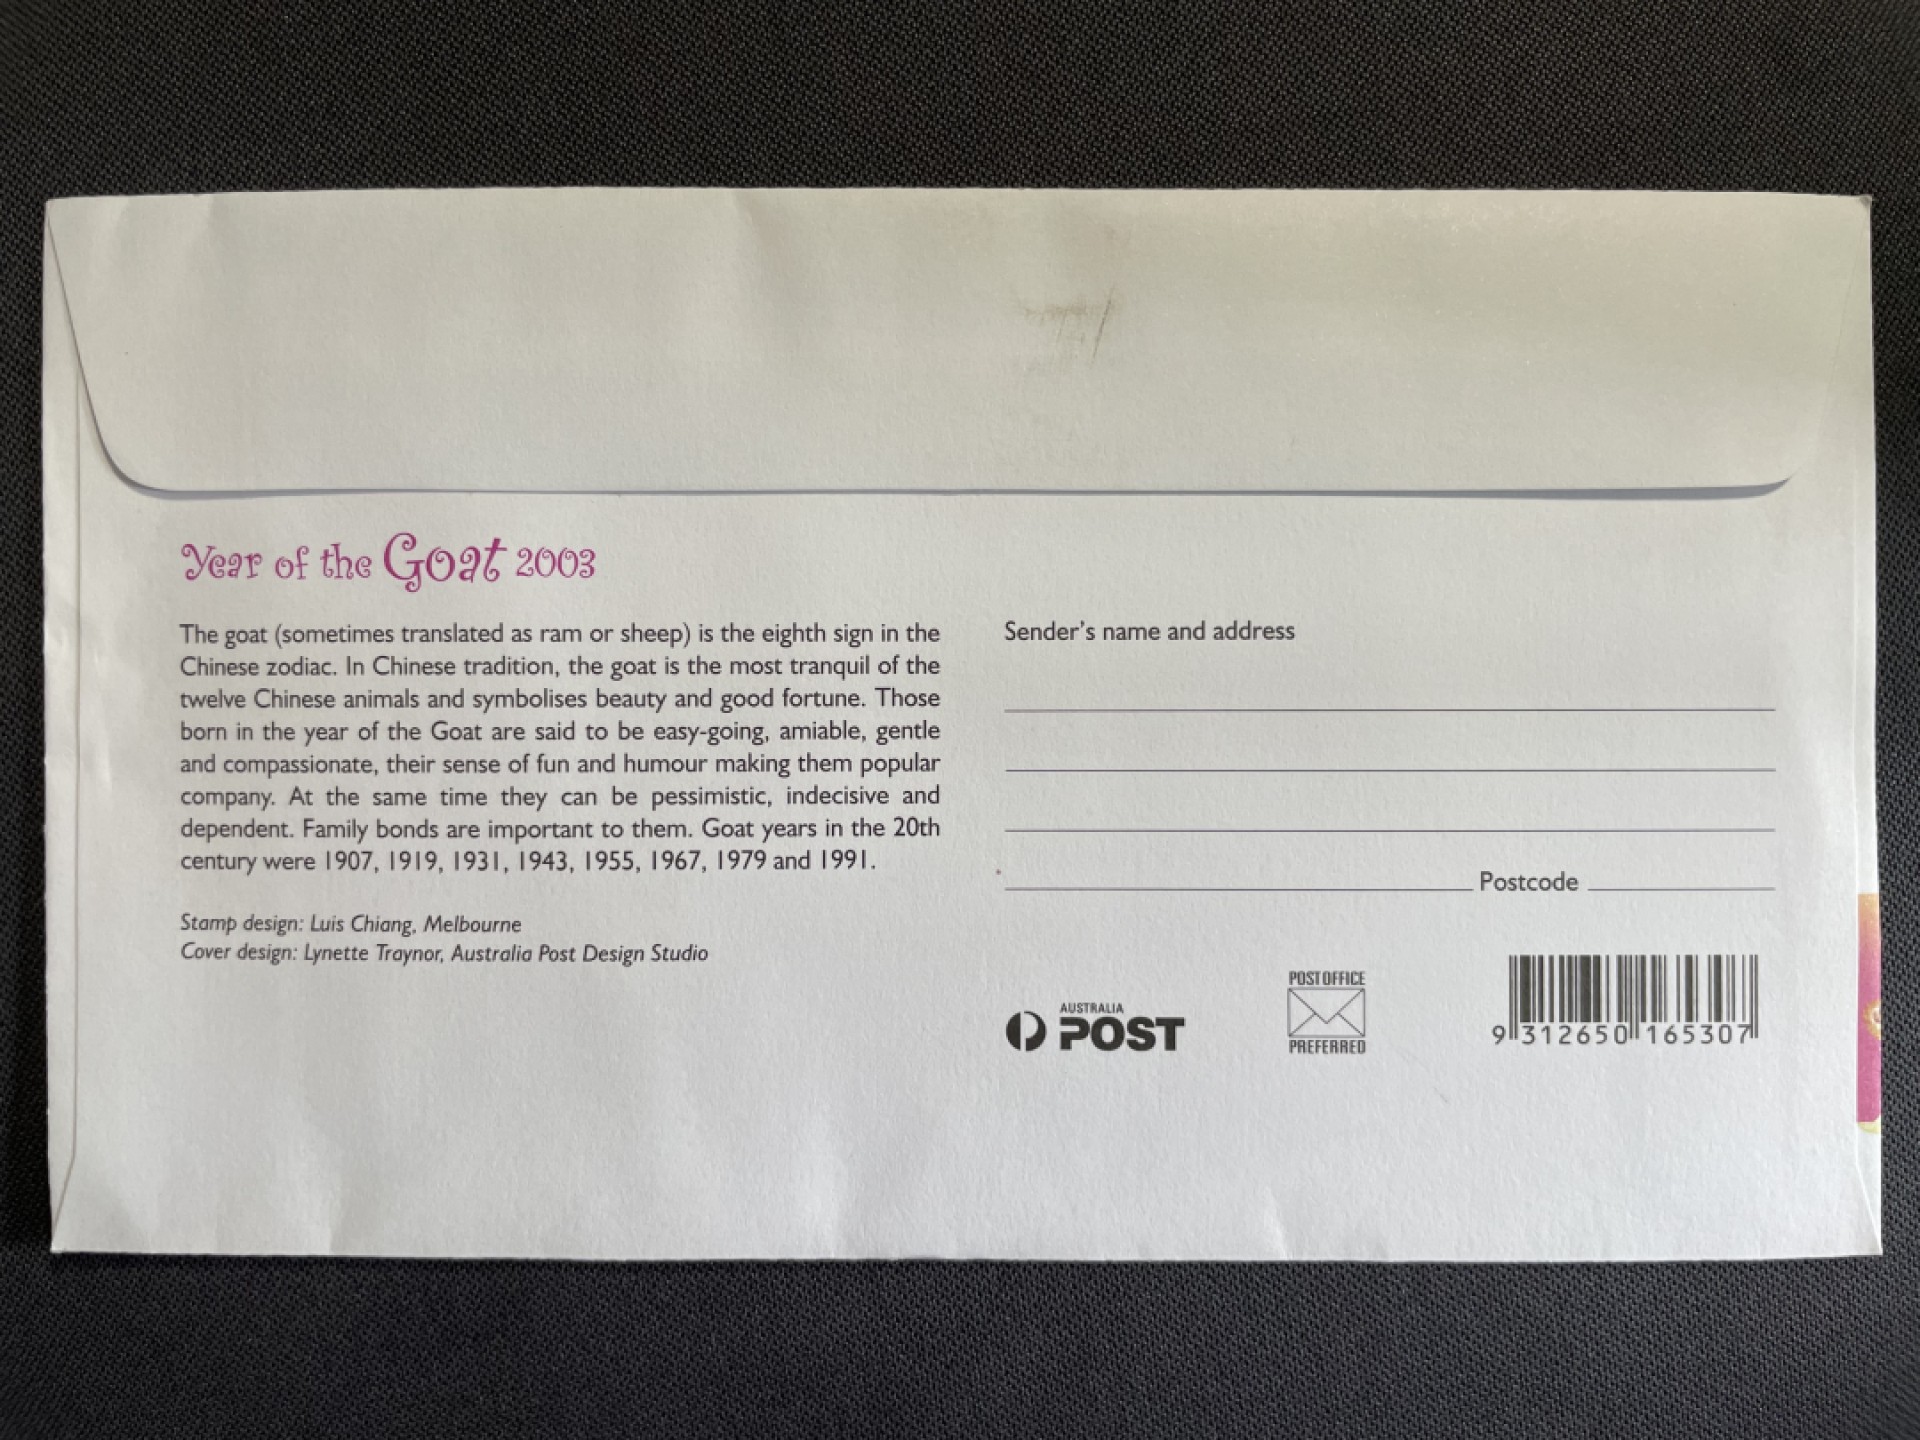 Year of the Goat 2003
The goat (sometimes translated as ram or sheep) is the eighth sign in the
Chinese zodiac. In Chinese tradition, the goat is the most tranquil of the
twelve Chinese animals and symbolises beauty and good fortune. Those
born in the year of the Goat are said to be easy-going, amiable, gentle
and compassionate, their sense of fun and humour making them popular
company. At the same time they can be pessimistic, indecisive and
dependent. Family bonds are important to them. Goat years in the 20th
century were 1907, 1919, 1931, 1943, 1955, 1967, 1979 and 1991.
Stamp design: Luis Chiang, Melbourne
Cover design: Lynette Traynor, Australia Post Design Studio
Sender's name and address
Postcode
AUSTRALIA
POST
POST OFFICE
PREFERRED
9 312650 165307